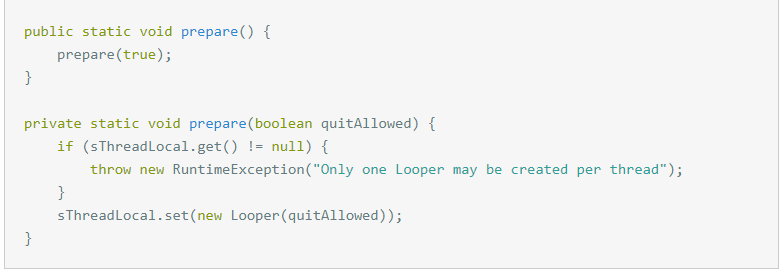 public static void prepare() {
    prepare(true);
}

private static void prepare(boolean quitAllowed) {
    if (sThreadLocal.get() != null) {
        throw new RuntimeException("Only one Looper may be created per thread");
    }
    sThreadLocal.set(new Looper(quitAllowed));
}